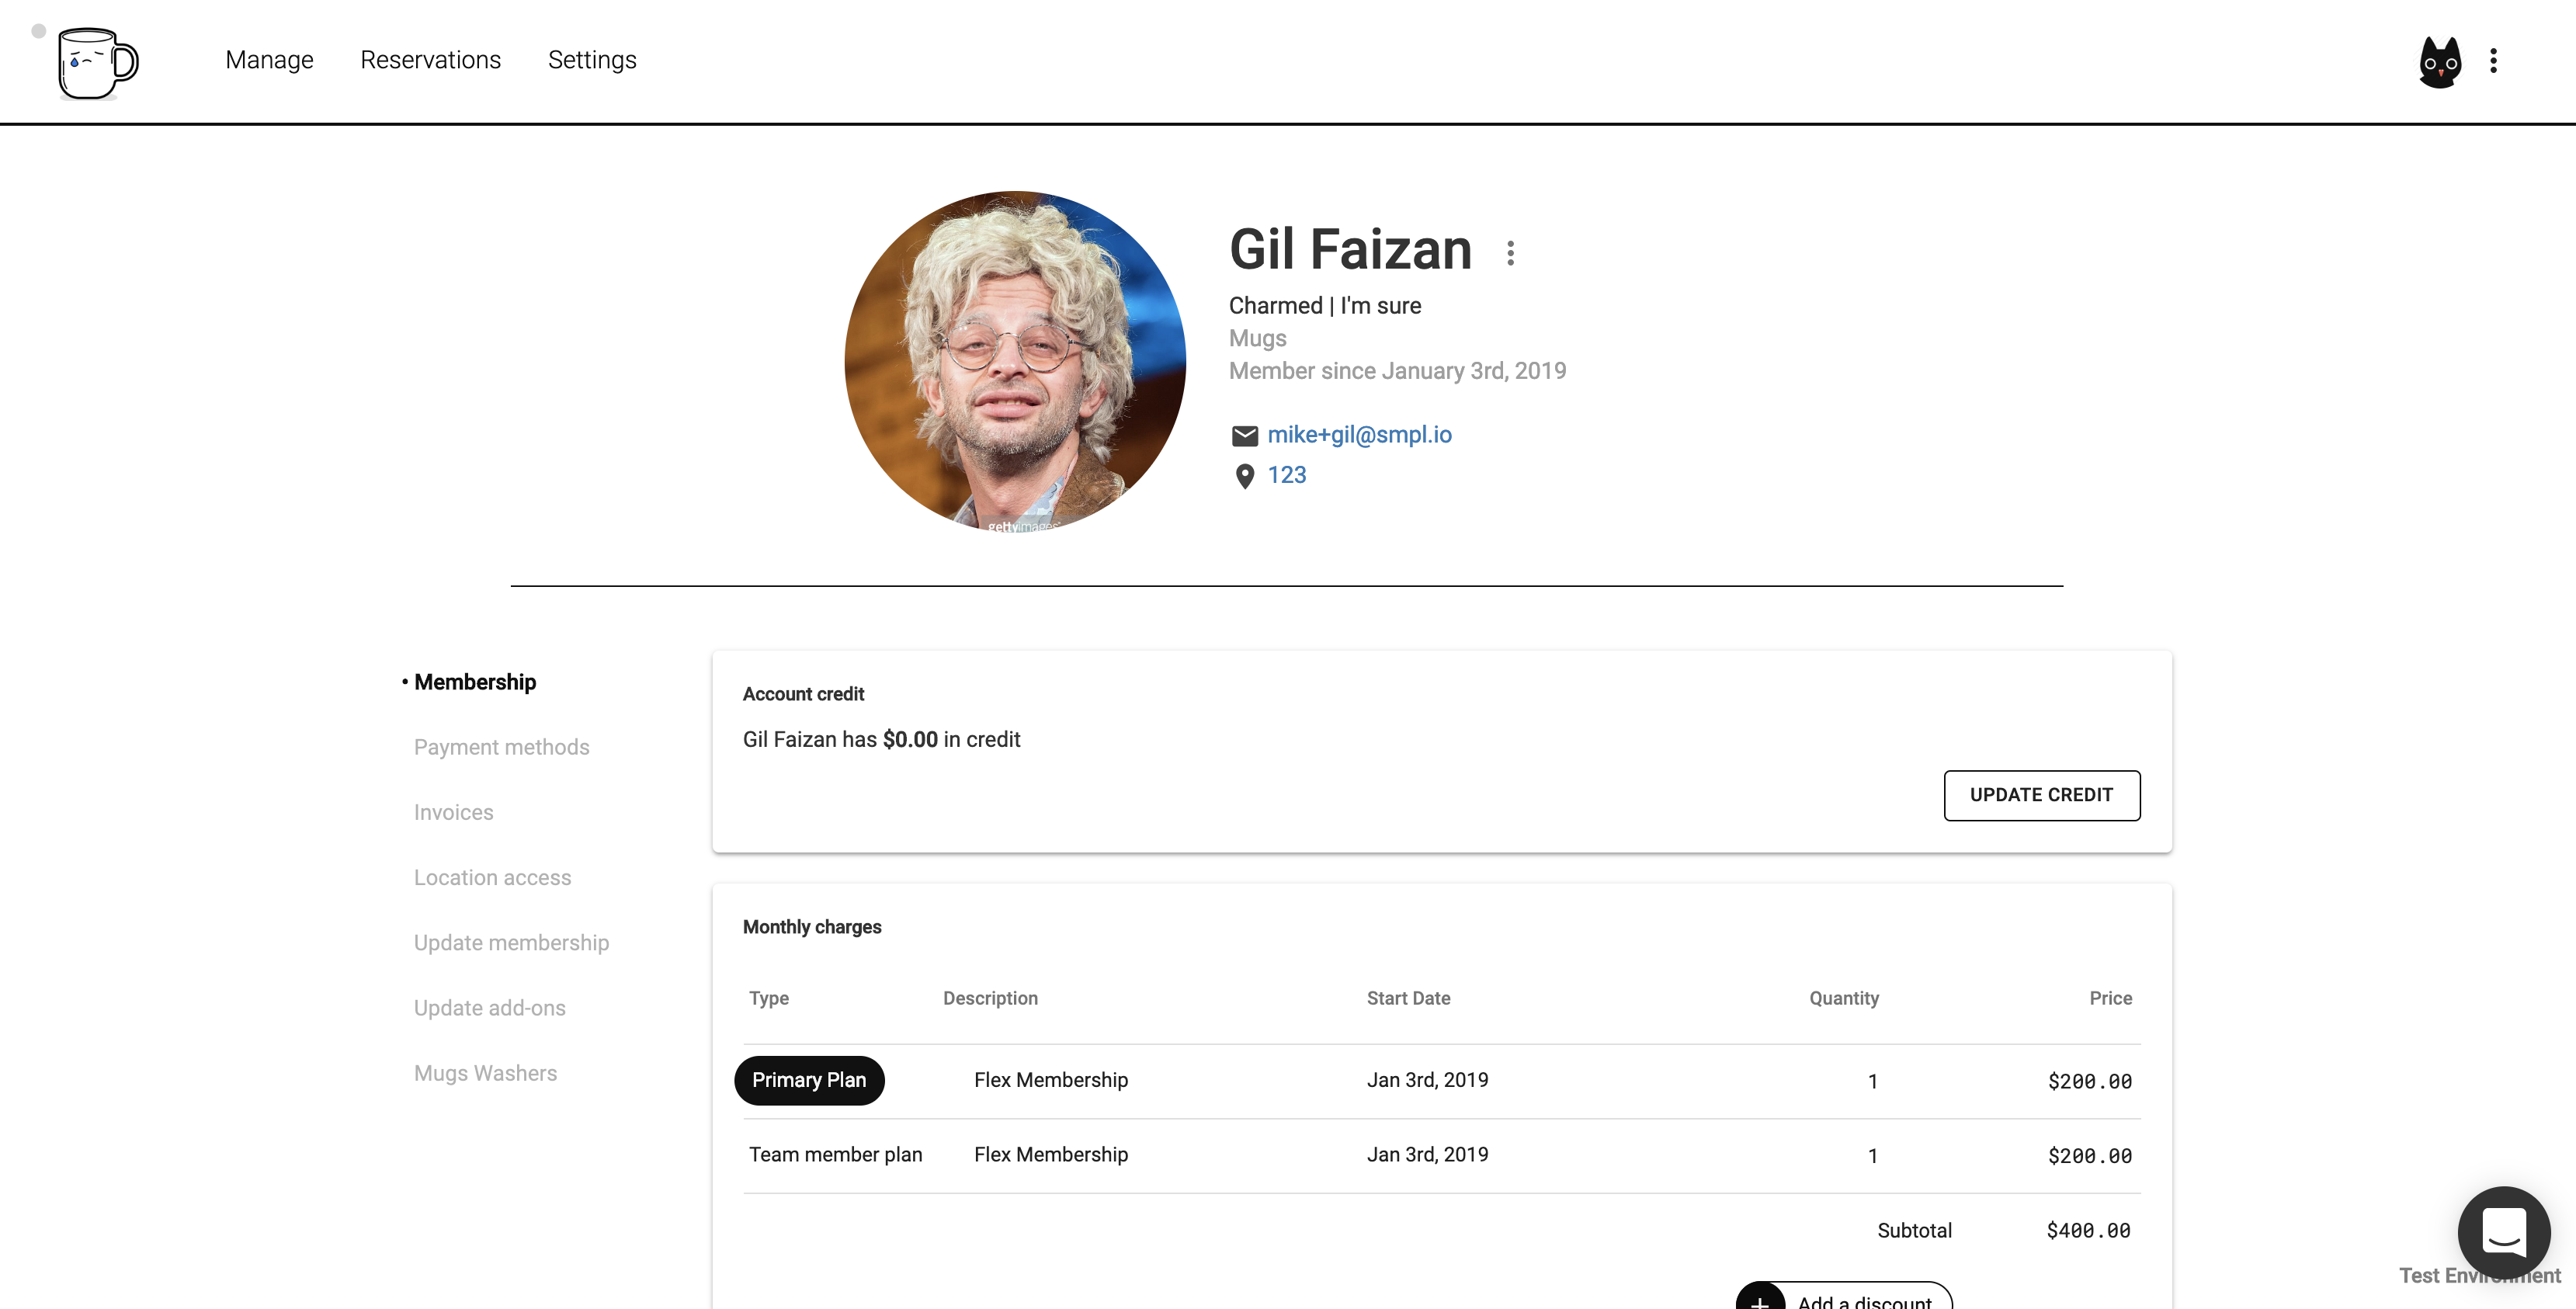 Manage Reservations Settings
Gil Faizan
Charmed | I'm sure
Mugs
Member since January 3rd, 2019
mike+gil@smpl.io
123
gettyimages
Membership
Payment methods
Invoices
Location access
Update membership
Update add-ons
Mugs Washers
Account credit
Gil Faizan has $0.00 in credit
UPDATE CREDIT
Monthly charges
Type Description Start Date Quantity Price
Primary Plan Flex Membership Jan 3rd, 2019 1 $200.00
Team member plan Flex Membership Jan 3rd, 2019 1 $200.00
Subtotal $400.00
Add a discount
Test Environment